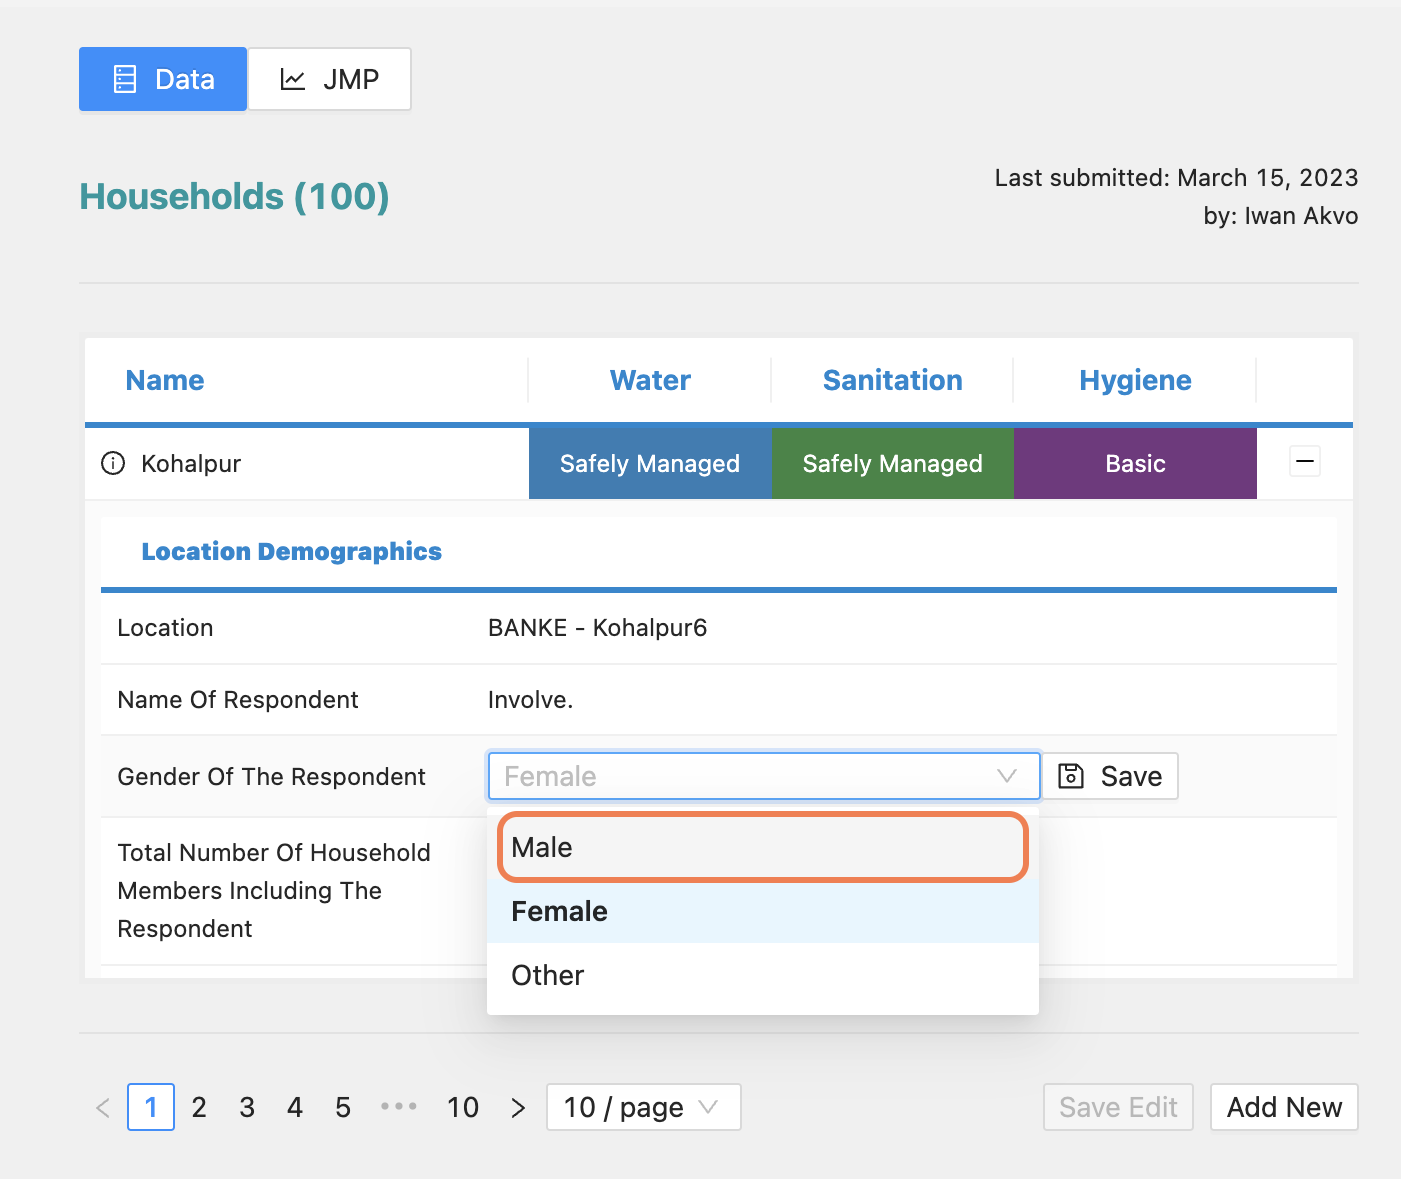 Data JMP
Households (100)
Last submitted: March 15, 2023
by: Iwan Akvo
Name Water Sanitation Hygiene
Kohalpur Safely Managed Safely Managed Basic
Location Demographics
Location BANKE - Kohalpur6
Name Of Respondent Involve.
Gender Of The Respondent Female Save
Male
Female
Other
Total Number Of Household
Members Including The
Respondent
< 1 2 3 4 5 ••• 10 > 10 / page Save Edit Add New